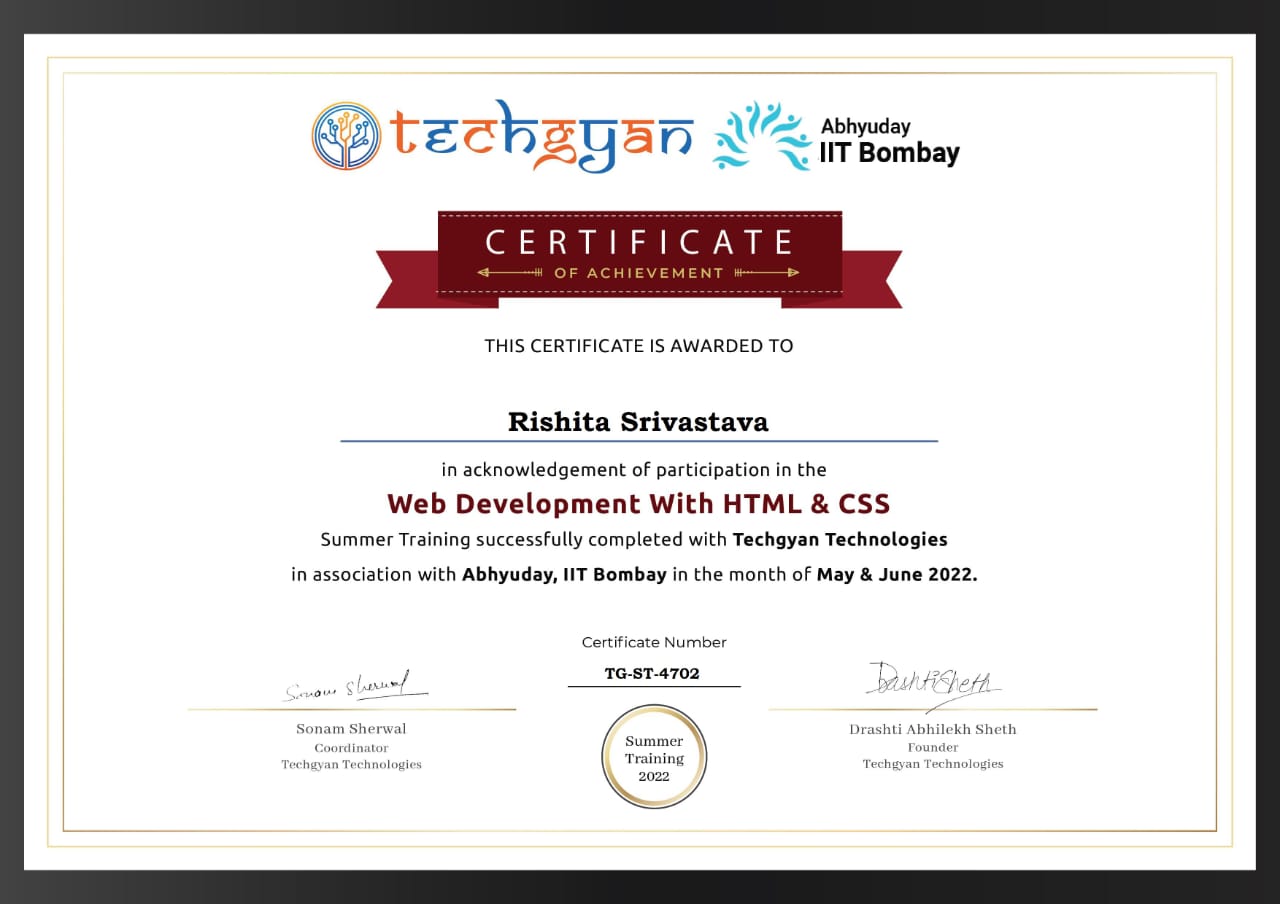 techgyan
Abhyuday
IIT Bombay
CERTIFICATE
OF ACHIEVEMENT
THIS CERTIFICATE IS AWARDED TO
Rishita Srivastava
in acknowledgement of participation in the
Web Development With HTML & CSS
Summer Training successfully completed with Techgyan Technologies
in association with Abhyuday, IIT Bombay in the month of May & June 2022.
Certificate Number
TG-ST-4702
Sonam Sherwal
Sonam Sherwal
Coordinator
Techgyan Technologies
Summer
Training
2022
DashtiSheth
Drashti Abhilekh Sheth
Founder
Techgyan Technologies